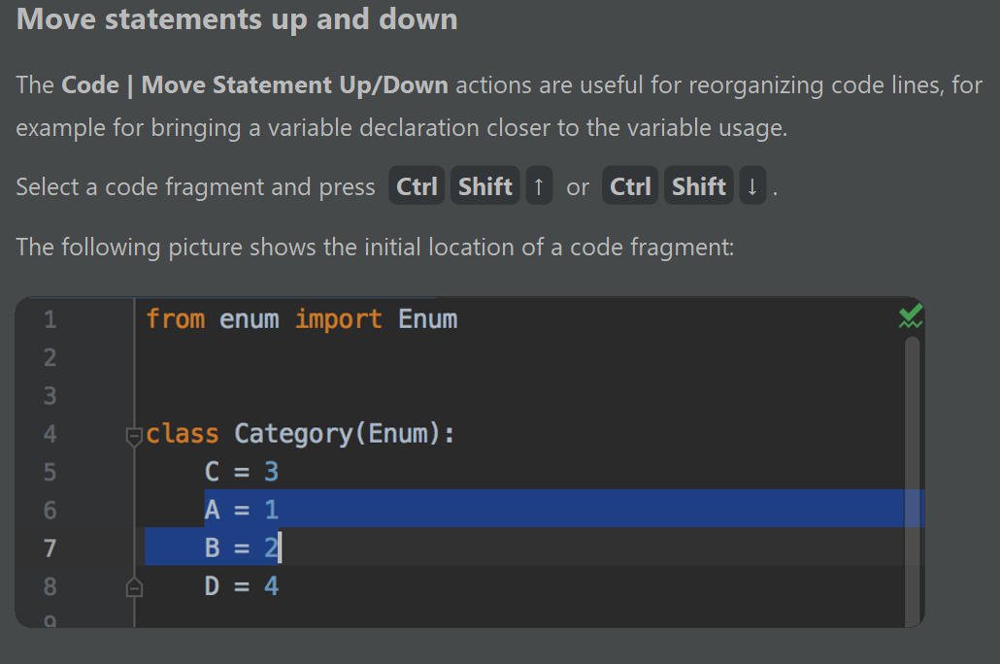 Move statements up and down
The Code | Move Statement Up/Down actions are useful for reorganizing code lines, for
example for bringing a variable declaration closer to the variable usage.
Select a code fragment and press Ctrl Shift ↑ or Ctrl Shift ↓ .
The following picture shows the initial location of a code fragment:
1 from enum import Enum
2
3
4 class Category(Enum):
5     C = 3
6     A = 1
7     B = 2
8     D = 4
9